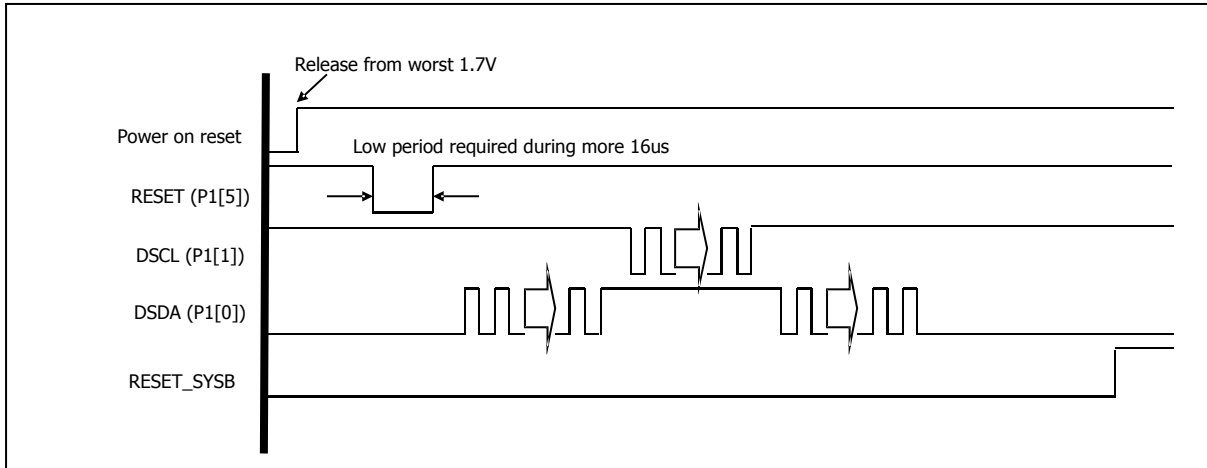 Release from worst 1.7V
Power on reset
Low period required during more 16us
RESET (P1[5])
DSCL (P1[1])
DSDA (P1[0])
RESET_SYSB